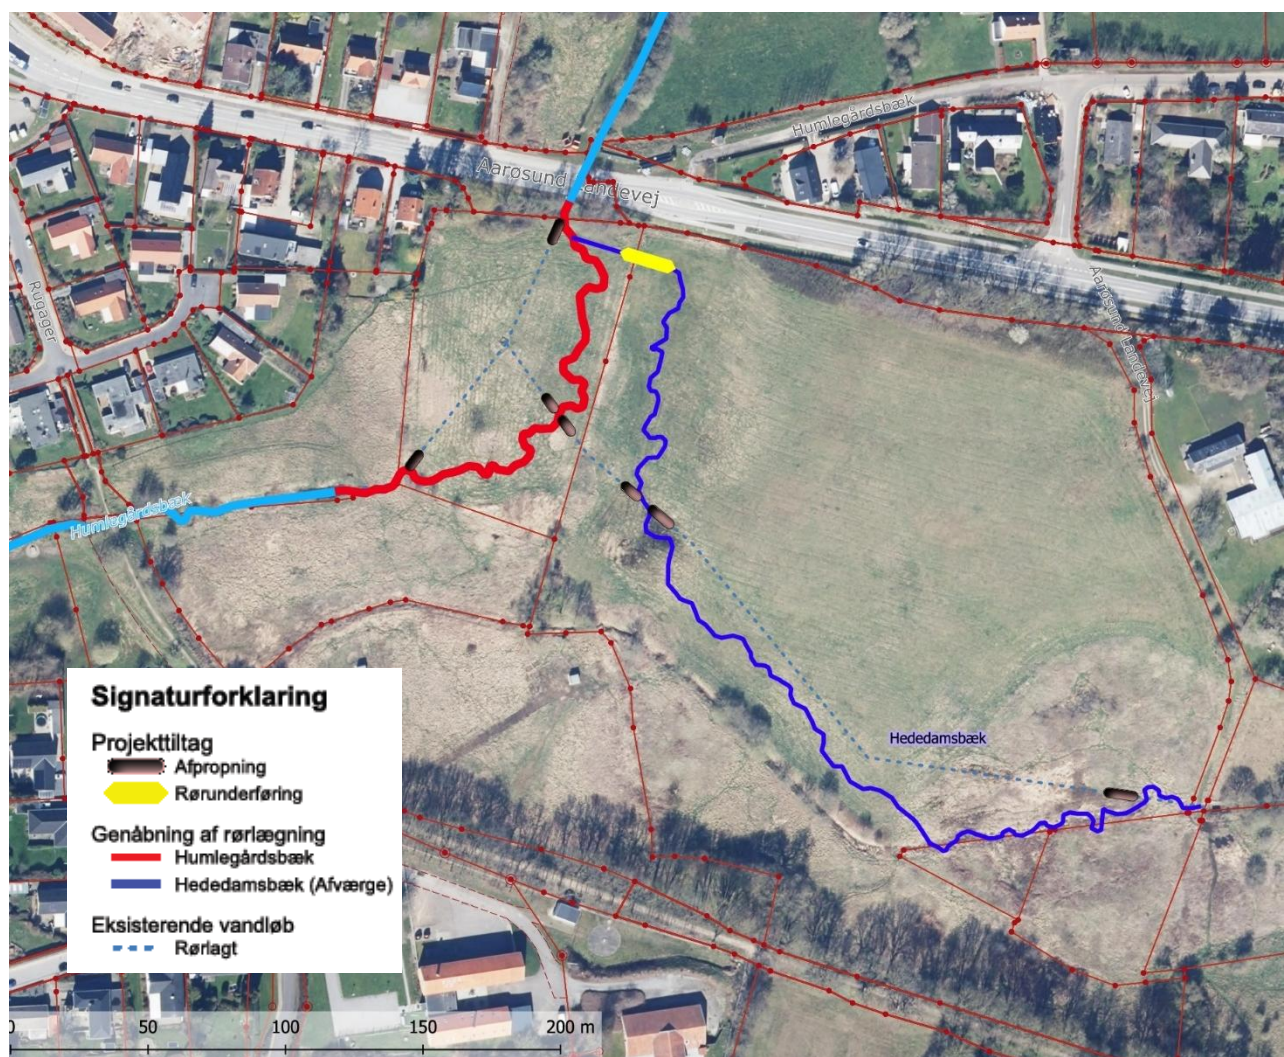 Humlegårdsbæk
Aarosund Landevej
Rugager
Aarosund Landevej
Humlegårdsbæk
Hededamsbæk
Signaturforklaring
Projekttiltag
Afpropning
Rørunderføring
Genåbning af rørlægning
Humlegårdsbæk
Hededamsbæk (Afværge)
Eksisterende vandløb
Rørlagt
0 50 100 150 200 m